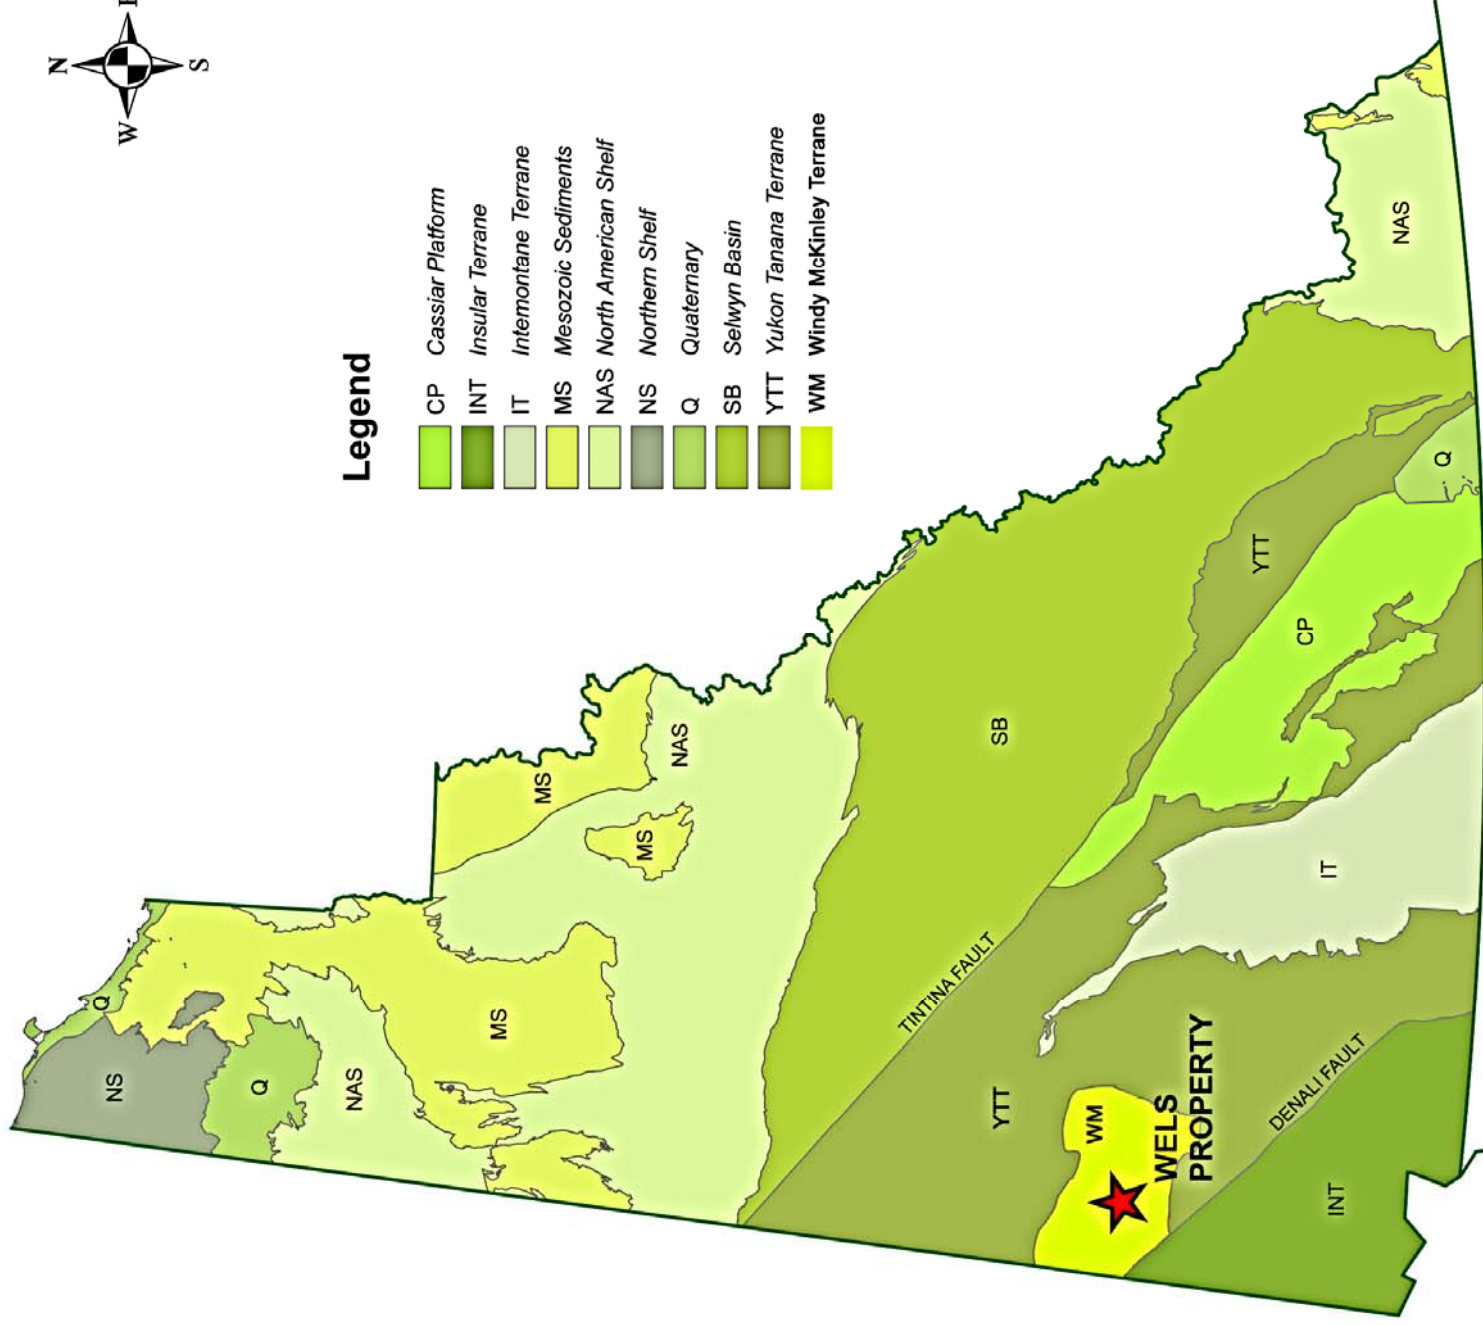 N
W
E
S
Legend
CP Cassiar Platform
INT Insular Terrane
IT Intemontane Terrane
MS Mesozoic Sediments
NAS North American Shelf
NS Northern Shelf
Q Quaternary
SB Selwyn Basin
YTT Yukon Tanana Terrane
WM Windy McKinley Terrane
NS
Q
Q
NAS
MS
MS
MS
NAS
SB
TINTINA FAULT
YTT
WM
WELS
PROPERTY
DENALI FAULT
INT
IT
CP
YTT
Q
NAS